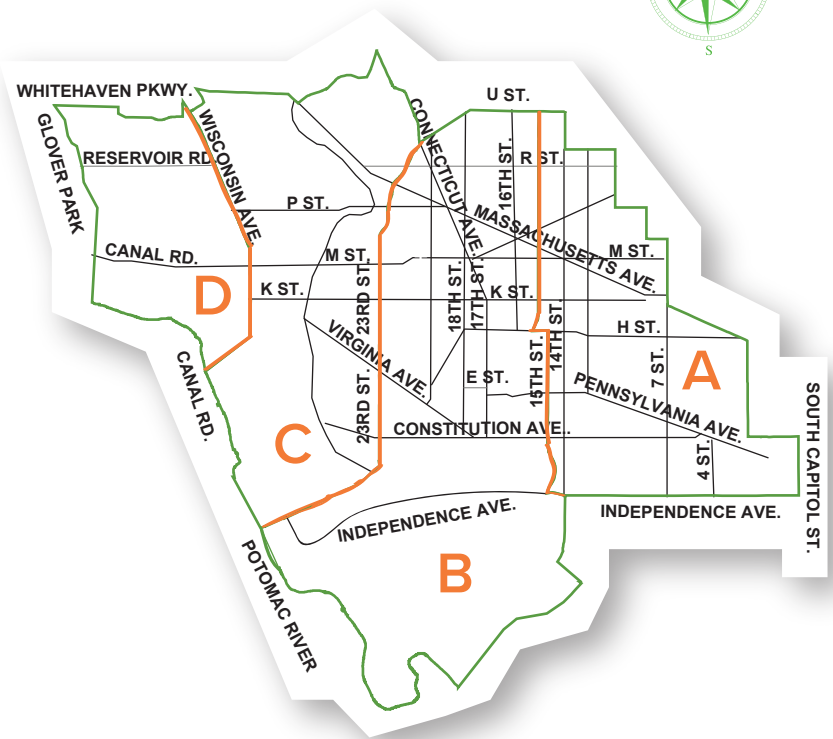 S
U ST.
WHITEHAVEN PKWY.
GLOVER PARK
WISCONSIN AVE.
CONNECTICUT AVE.
16TH ST.
RESERVOIR RD.
R ST.
P ST.
MASSACHUSETTS AVE.
CANAL RD.
M ST.
M ST.
D
K ST.
23RD ST.
18TH ST.
17TH ST.
K ST.
VIRGINIA AVE.
H ST.
14TH ST.
15TH ST.
7 ST.
A
CANAL RD.
23RD ST.
E ST.
PENNSYLVANIA AVE.
SOUTH CAPITOL ST.
C
CONSTITUTION AVE..
4 ST.
INDEPENDENCE AVE.
INDEPENDENCE AVE.
POTOMAC RIVER
B